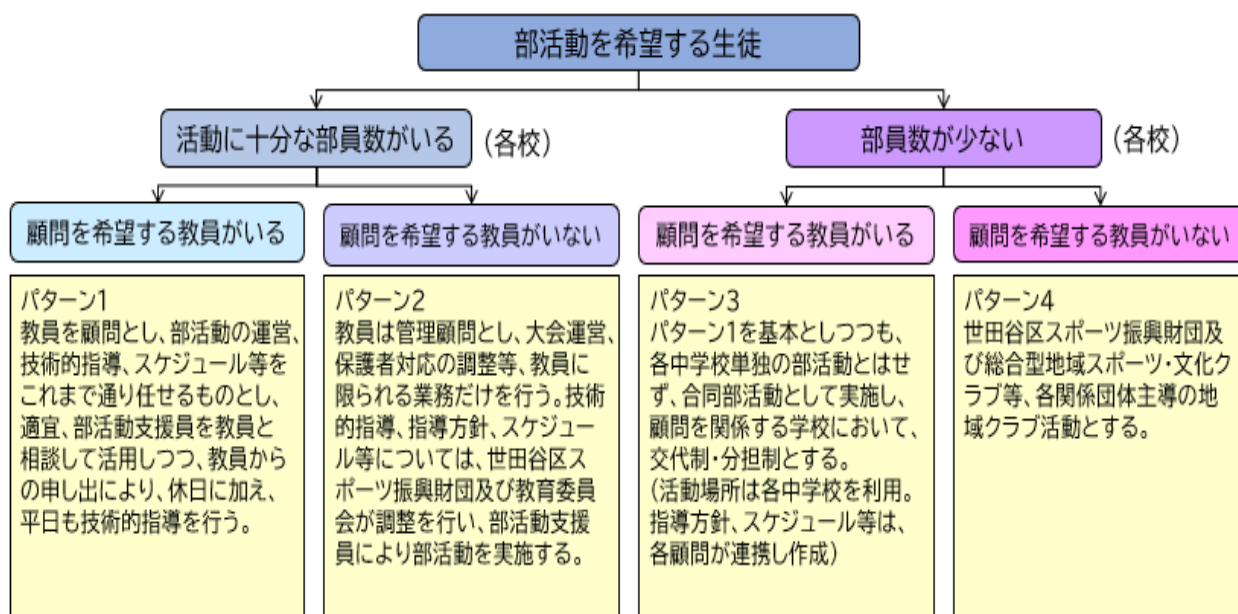 部活動を希望する生徒
活動に十分な部員数がいる
(各校)
部員数が少ない
(各校)
顧問を希望する教員がいる
顧問を希望する教員がいない
顧問を希望する教員がいる
顧問を希望する教員がいない
パターン1
教員を顧問とし、部活動の運営、
技術的指導、スケジュール等を
これまで通り任せるものとし、
適宜、部活動支援員を教員と
相談して活用しつつ、教員から
の申し出により、休日に加え、
平日も技術的指導を行う。
パターン2
教員は管理顧問とし、大会運営、
保護者対応の調整等、教員に
限られる業務だけを行う。技術
的指導、指導方針、スケジュー
ル等については、世田谷区ス
ポーツ振興財団及び教育委員
会が調整を行い、部活動支援
員により部活動を実施する。
パターン3
パターン1を基本としつつも、
各中学校単独の部活動とはせ
ず、合同部活動として実施し、
顧問を関係する学校において、
交代制・分担制とする。
(活動場所は各中学校を利用。
指導方針、スケジュール等は、
各顧問が連携し作成)
パターン4
世田谷区スポーツ振興財団及
び総合型地域スポーツ・文化ク
ラブ等、各関係団体主導の地
域クラブ活動とする。